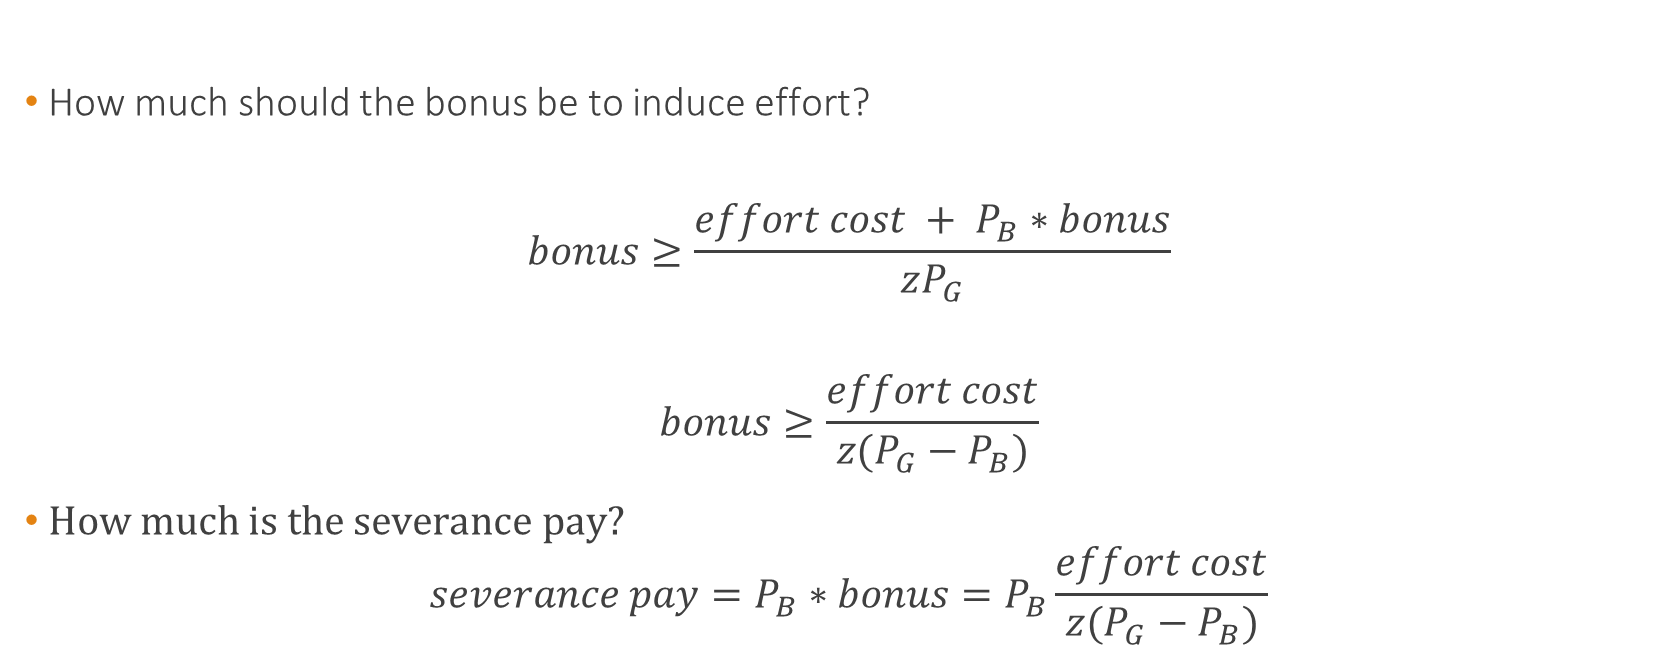 • How much should the bonus be to induce effort?
bonus ≥ (effort cost + P_B * bonus) / (zP_G)
bonus ≥ (effort cost) / (z(P_G − P_B))
• How much is the severance pay?
severance pay = P_B * bonus = P_B (effort cost) / (z(P_G − P_B))